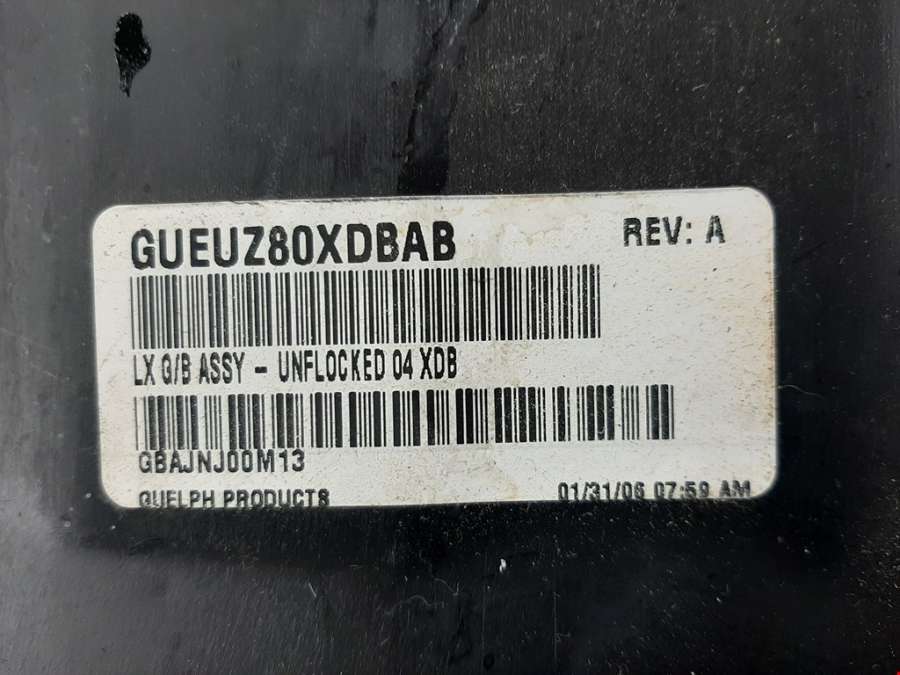 GUEUZ80XDBAB
REV: A
LX G/B ASSY - UNFLOCKED 04 XDB
GBAJNJ00M13
GUELPH PRODUCTS
01/31/06 07:59 AM